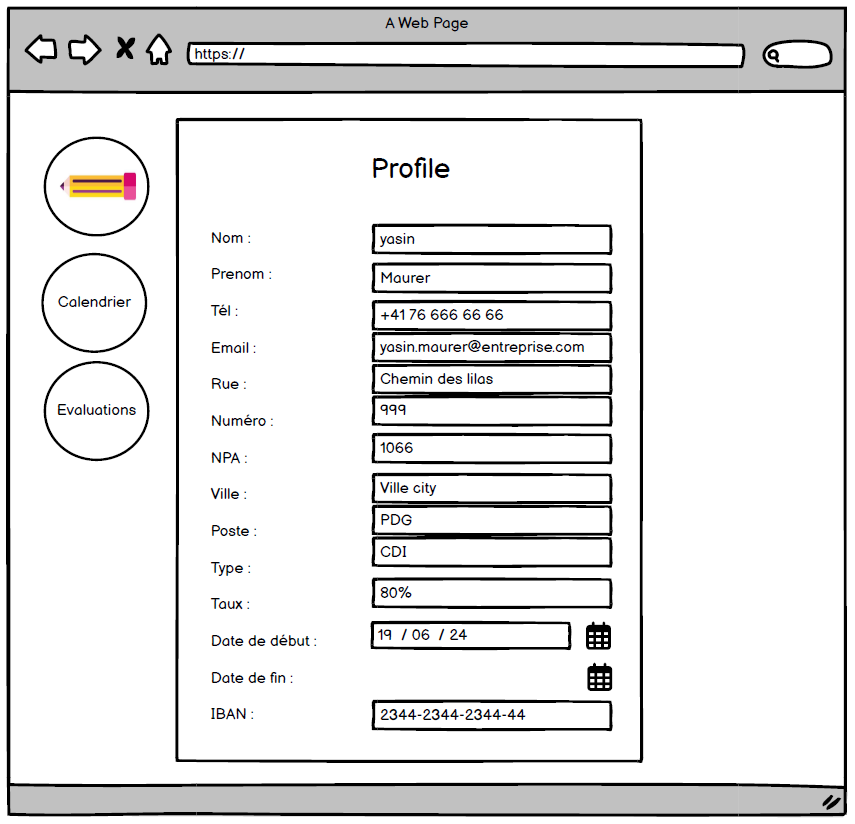 A Web Page
https://
Profile
Nom : yasin
Prenom : Maurer
Calendrier
Tél : +41 76 666 66 66
Email : yasin.maurer@entreprise.com
Rue : Chemin des lilas
Evaluations
Numéro : 999
NPA : 1066
Ville : Ville city
Poste : PDG
Type : CDI
Taux : 80%
Date de début : 19 / 06 / 24
Date de fin :
IBAN : 2344-2344-2344-44